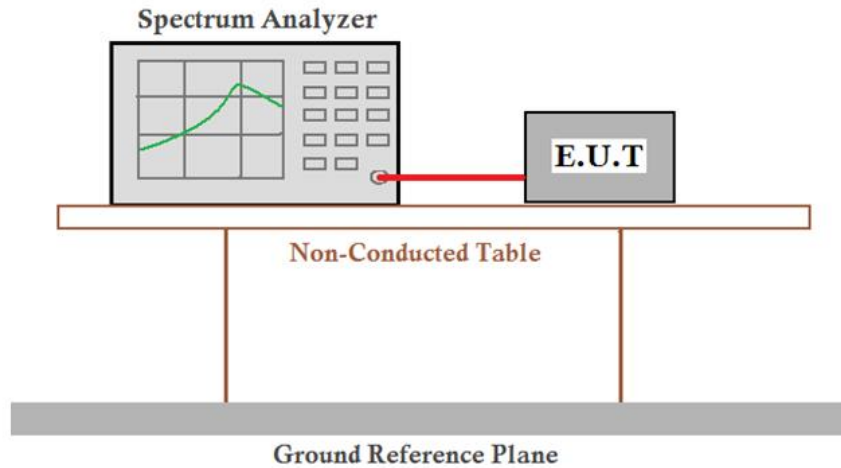 Spectrum Analyzer
E.U.T
Non-Conducted Table
Ground Reference Plane